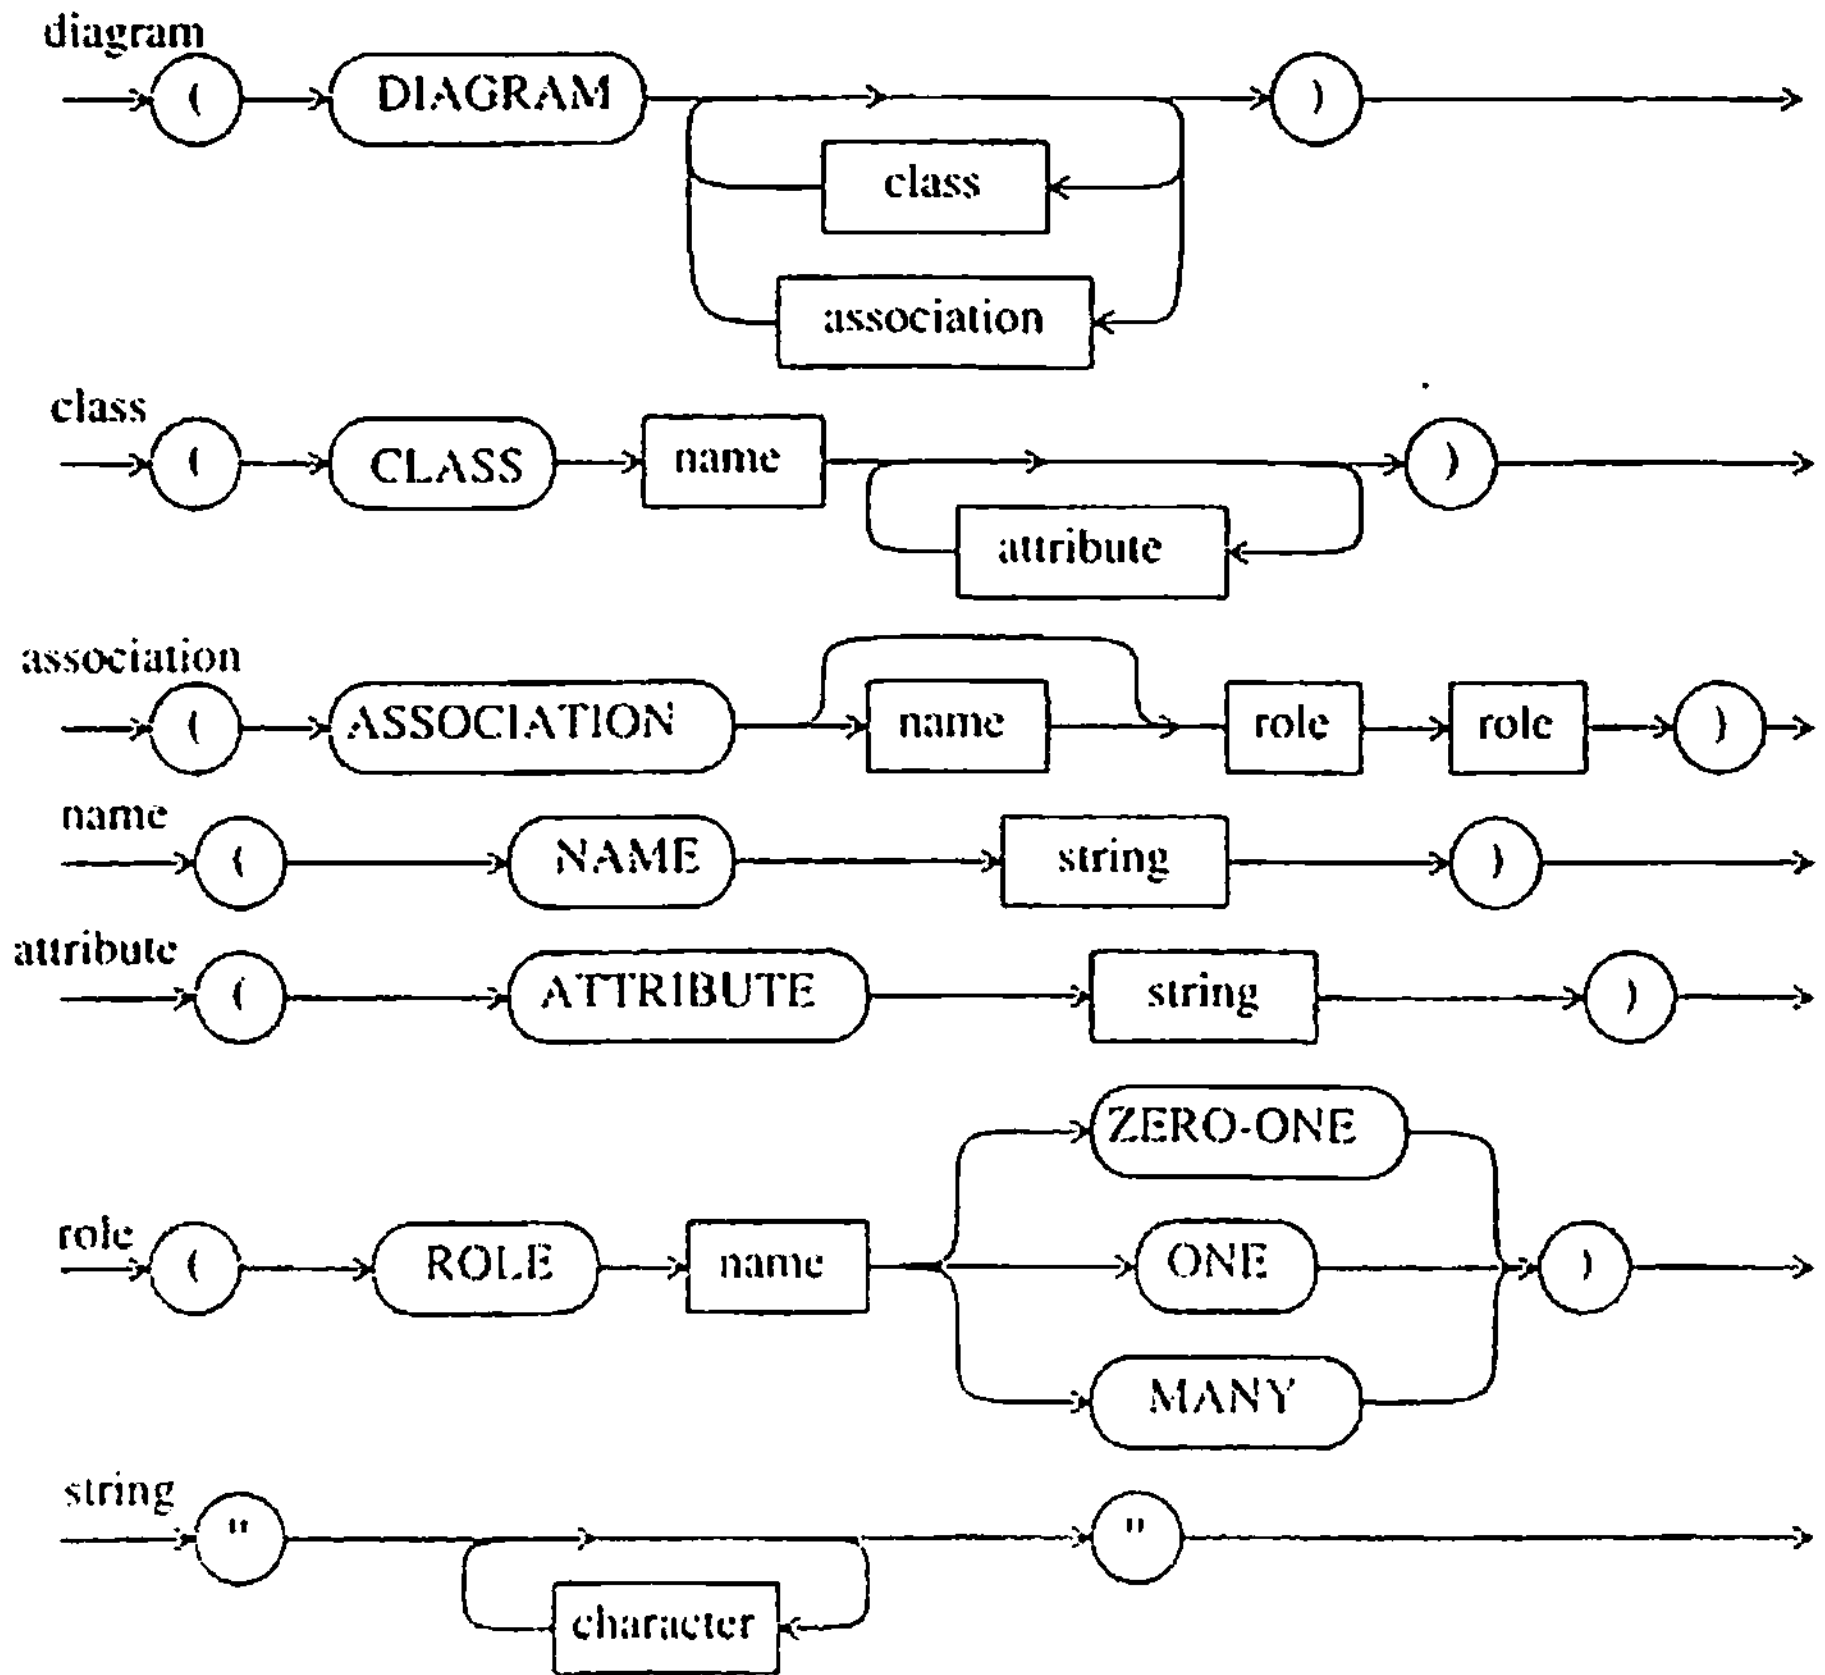 diagram
( DIAGRAM )
class
association
class
( CLASS name )
attribute
association
( ASSOCIATION name role role )
name
( NAME string )
attribute
( ATTRIBUTE string )
ZERO-ONE
role
( ROLE name ONE )
MANY
string
" "
character